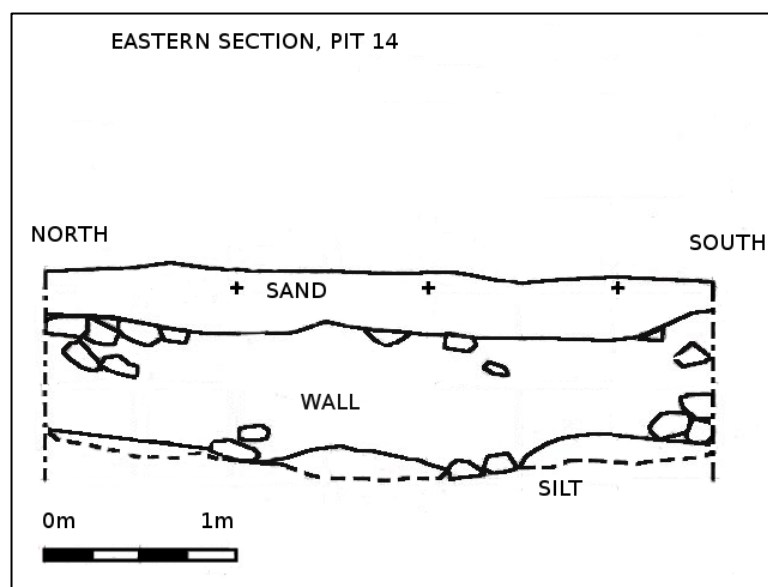 EASTERN SECTION, PIT 14
NORTH
SOUTH
SAND
WALL
SILT
0m 1m